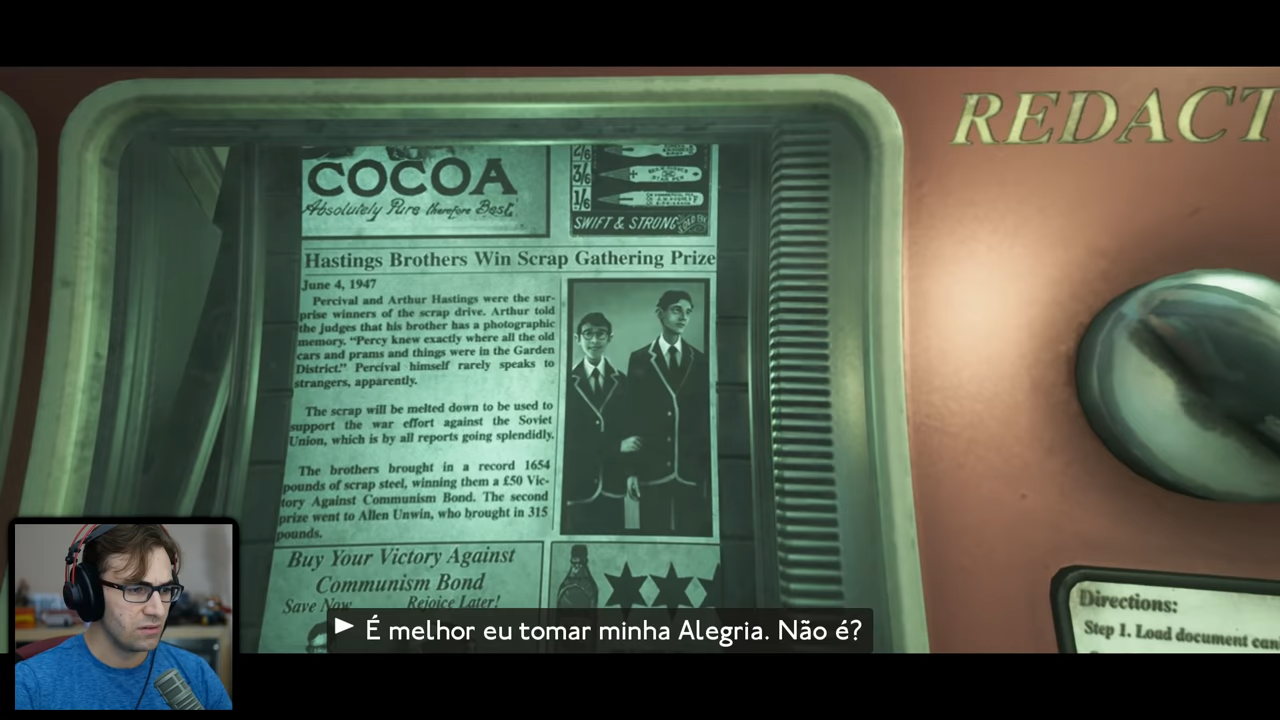 REDACT
COCOA
Absolutely Pure therefore Best.
2/6
3/6
1/6
SWIFT & STRONG
Hastings Brothers Win Scrap Gathering Prize
June 4, 1947
Percival and Arthur Hastings were the sur-
prise winners of the scrap drive. Arthur told
the judges that his brother has a photographic
memory. “Percy knew exactly where all the old
cars and prams and things were in the Garden
District.” Percival himself rarely speaks to
strangers, apparently.
The scrap will be melted down to be used to
support the war effort against the Soviet
Union, which is by all reports going splendidly.
The brothers brought in a record 1654
pounds of scrap steel, winning them a £50 Vic-
tory Against Communism Bond. The second
prize went to Allen Unwin, who brought in 315
pounds.
Buy Your Victory Against
Communism Bond
Save Now Rejoice Later!
Directions:
Step 1. Load document can
É melhor eu tomar minha Alegria. Não é?